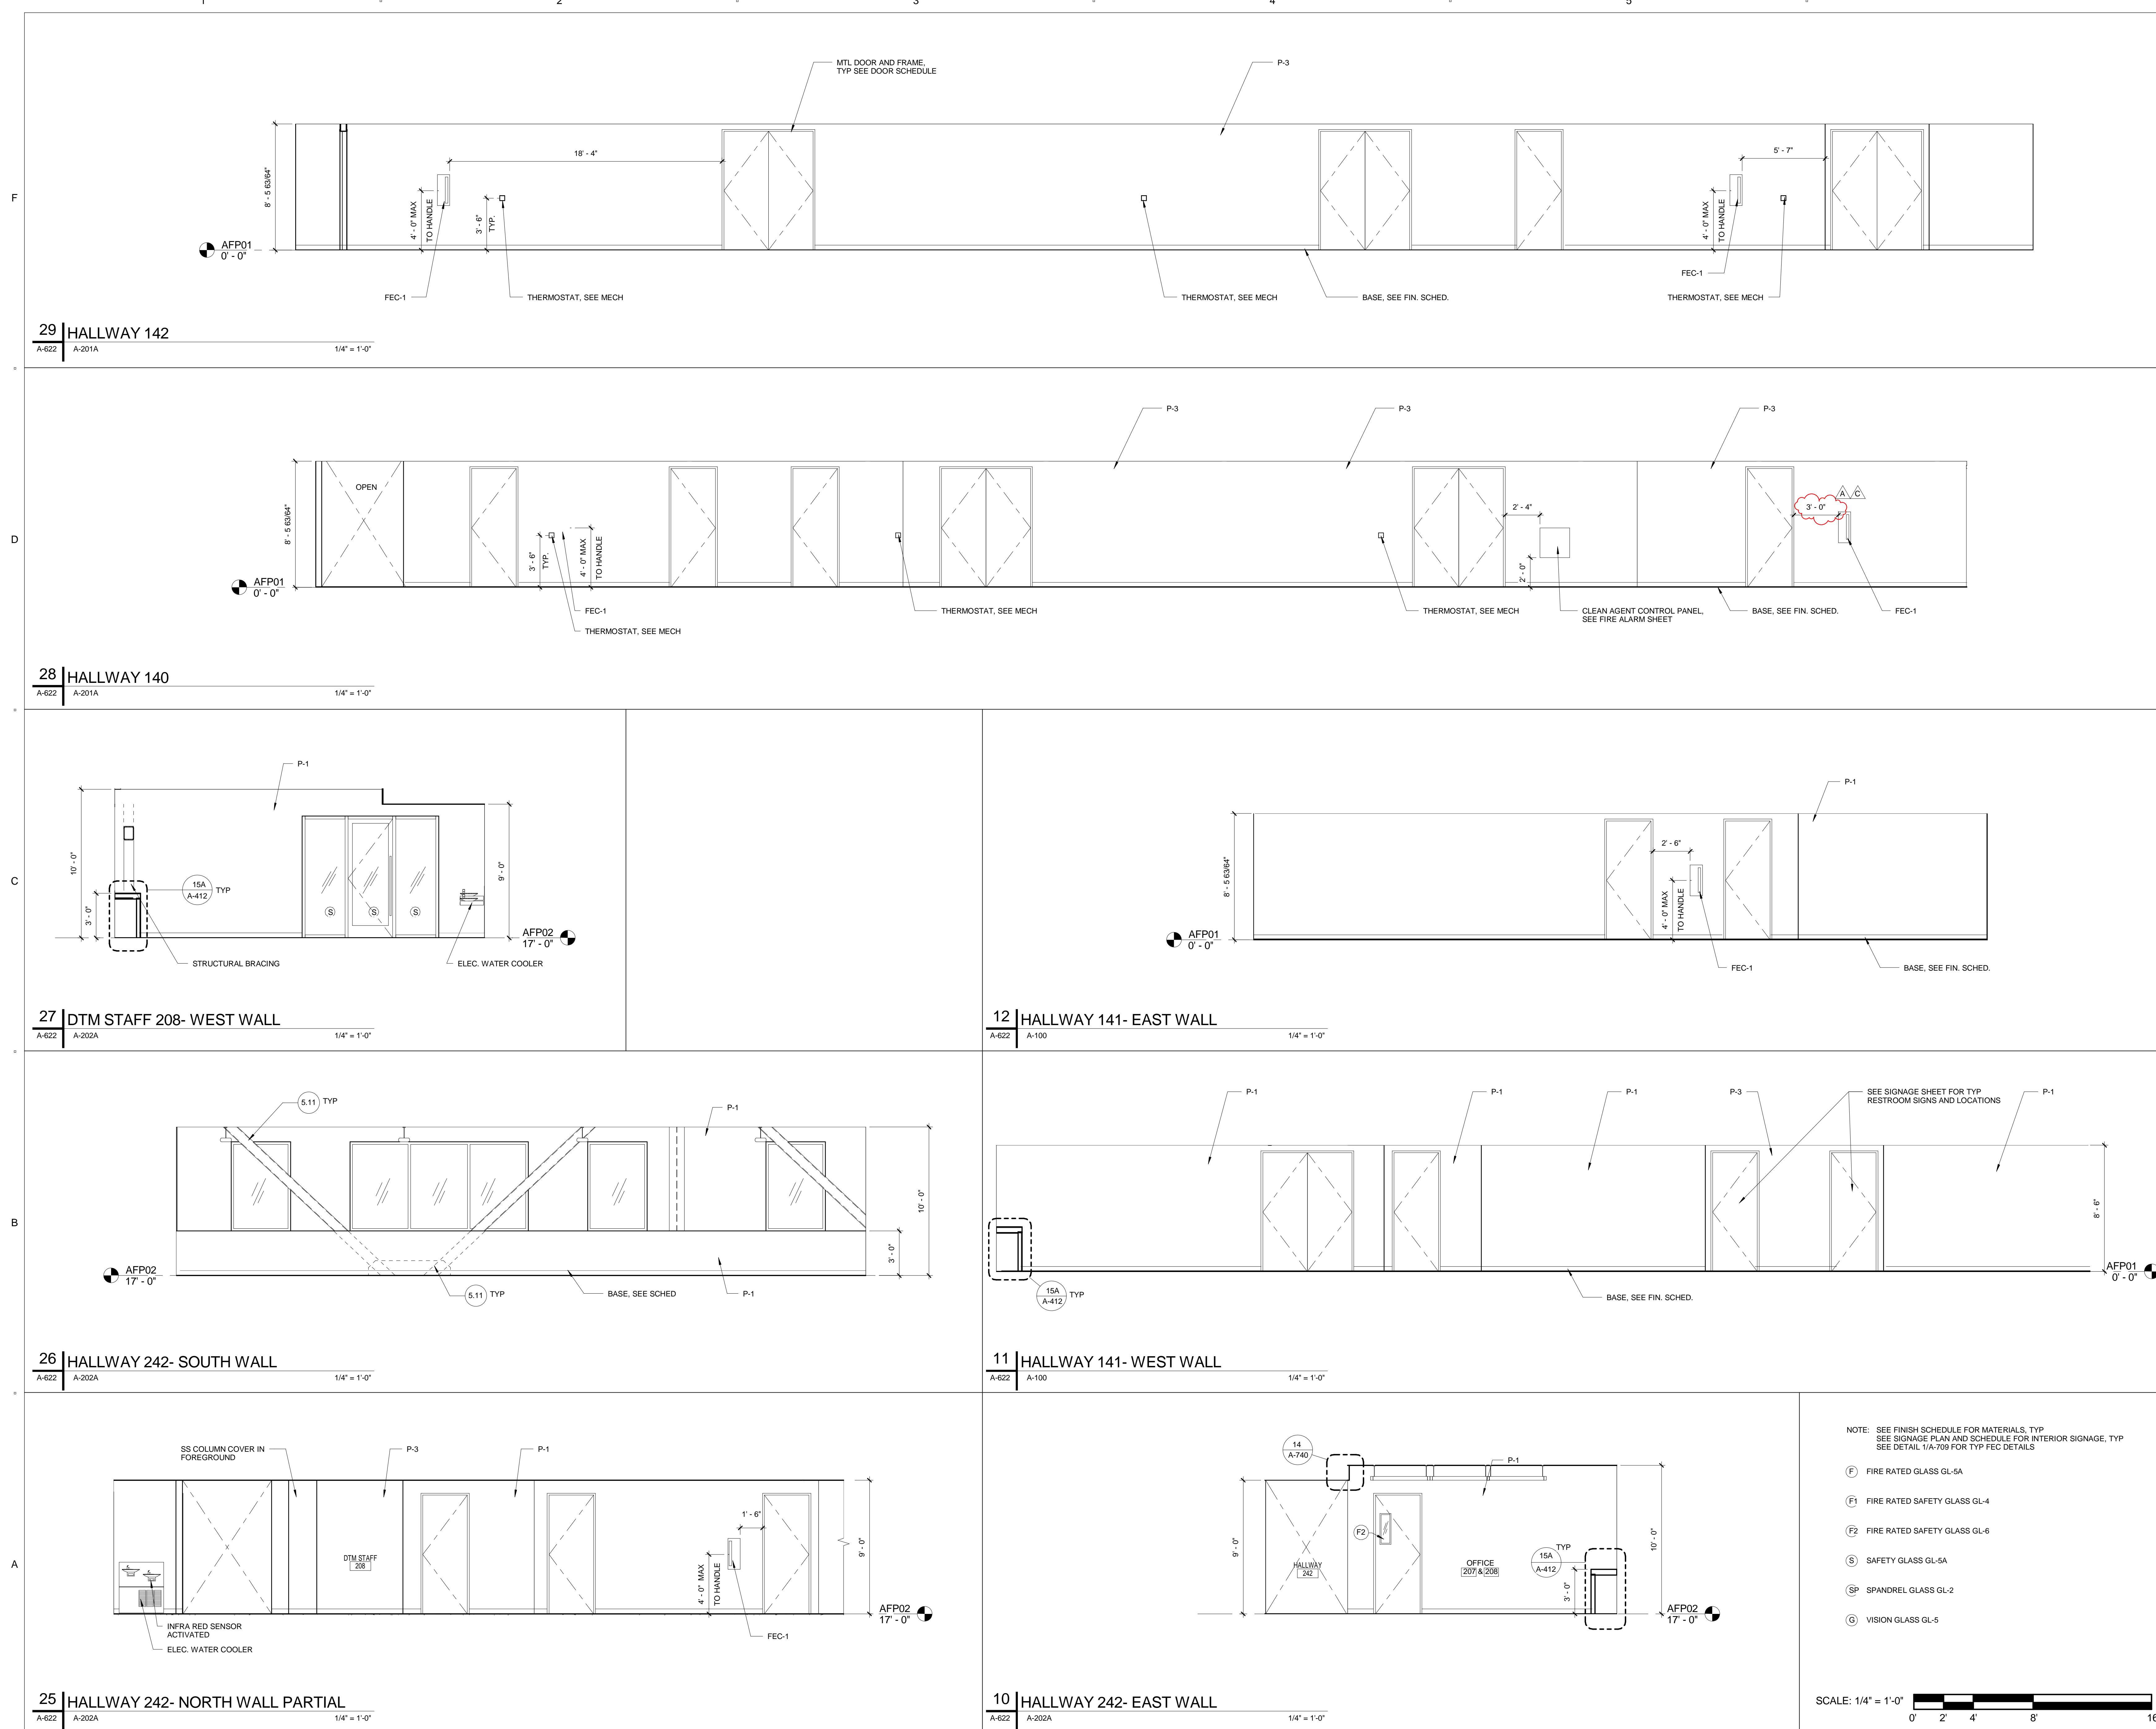 1
2
3
4
5
F
D
C
B
A
MTL DOOR AND FRAME,
TYP SEE DOOR SCHEDULE
P-3
8' - 5 63/64"
18' - 4"
4' - 0" MAX
TO HANDLE
3' - 6"
TYP.
5' - 7"
4' - 0" MAX
TO HANDLE
AFP01
0' - 0"
FEC-1
THERMOSTAT, SEE MECH
THERMOSTAT, SEE MECH
BASE, SEE FIN. SCHED.
FEC-1
THERMOSTAT, SEE MECH
29 HALLWAY 142
A-622 A-201A 1/4" = 1'-0"
P-3
P-3
P-3
OPEN
8' - 5 63/64"
3' - 6"
TYP.
4' - 0" MAX
TO HANDLE
2' - 4"
2' - 0"
3' - 0"
A
C
AFP01
0' - 0"
FEC-1
THERMOSTAT, SEE MECH
THERMOSTAT, SEE MECH
THERMOSTAT, SEE MECH
CLEAN AGENT CONTROL PANEL,
SEE FIRE ALARM SHEET
BASE, SEE FIN. SCHED.
FEC-1
28 HALLWAY 140
A-622 A-201A 1/4" = 1'-0"
P-1
10' - 0"
3' - 0"
15A
A-412
TYP
S
S
S
9' - 0"
AFP02
17' - 0"
STRUCTURAL BRACING
ELEC. WATER COOLER
27 DTM STAFF 208- WEST WALL
A-622 A-202A 1/4" = 1'-0"
P-1
8' - 5 63/64"
2' - 6"
4' - 0" MAX
TO HANDLE
AFP01
0' - 0"
FEC-1
BASE, SEE FIN. SCHED.
12 HALLWAY 141- EAST WALL
A-622 A-100 1/4" = 1'-0"
5.11 TYP
P-1
10' - 0"
3' - 0"
AFP02
17' - 0"
5.11 TYP
BASE, SEE SCHED
P-1
26 HALLWAY 242- SOUTH WALL
A-622 A-202A 1/4" = 1'-0"
P-1
P-1
P-1
P-3
SEE SIGNAGE SHEET FOR TYP
RESTROOM SIGNS AND LOCATIONS
P-1
8' - 6"
AFP01
0' - 0"
15A
A-412
TYP
BASE, SEE FIN. SCHED.
11 HALLWAY 141- WEST WALL
A-622 A-100 1/4" = 1'-0"
SS COLUMN COVER IN
FOREGROUND
P-3
P-1
DTM STAFF
208
1' - 6"
4' - 0" MAX
TO HANDLE
9' - 0"
AFP02
17' - 0"
INFRA RED SENSOR
ACTIVATED
ELEC. WATER COOLER
FEC-1
25 HALLWAY 242- NORTH WALL PARTIAL
A-622 A-202A 1/4" = 1'-0"
14
A-740
P-1
9' - 0"
F2
HALLWAY
242
OFFICE
207 & 208
15A
A-412
TYP
3' - 0"
10' - 0"
AFP02
17' - 0"
10 HALLWAY 242- EAST WALL
A-622 A-202A 1/4" = 1'-0"
NOTE: SEE FINISH SCHEDULE FOR MATERIALS, TYP
SEE SIGNAGE PLAN AND SCHEDULE FOR INTERIOR SIGNAGE, TYP
SEE DETAIL 1/A-709 FOR TYP FEC DETAILS
F FIRE RATED GLASS GL-5A
F1 FIRE RATED SAFETY GLASS GL-4
F2 FIRE RATED SAFETY GLASS GL-6
S SAFETY GLASS GL-5A
SP SPANDREL GLASS GL-2
G VISION GLASS GL-5
SCALE: 1/4" = 1'-0"
0' 2' 4' 8'